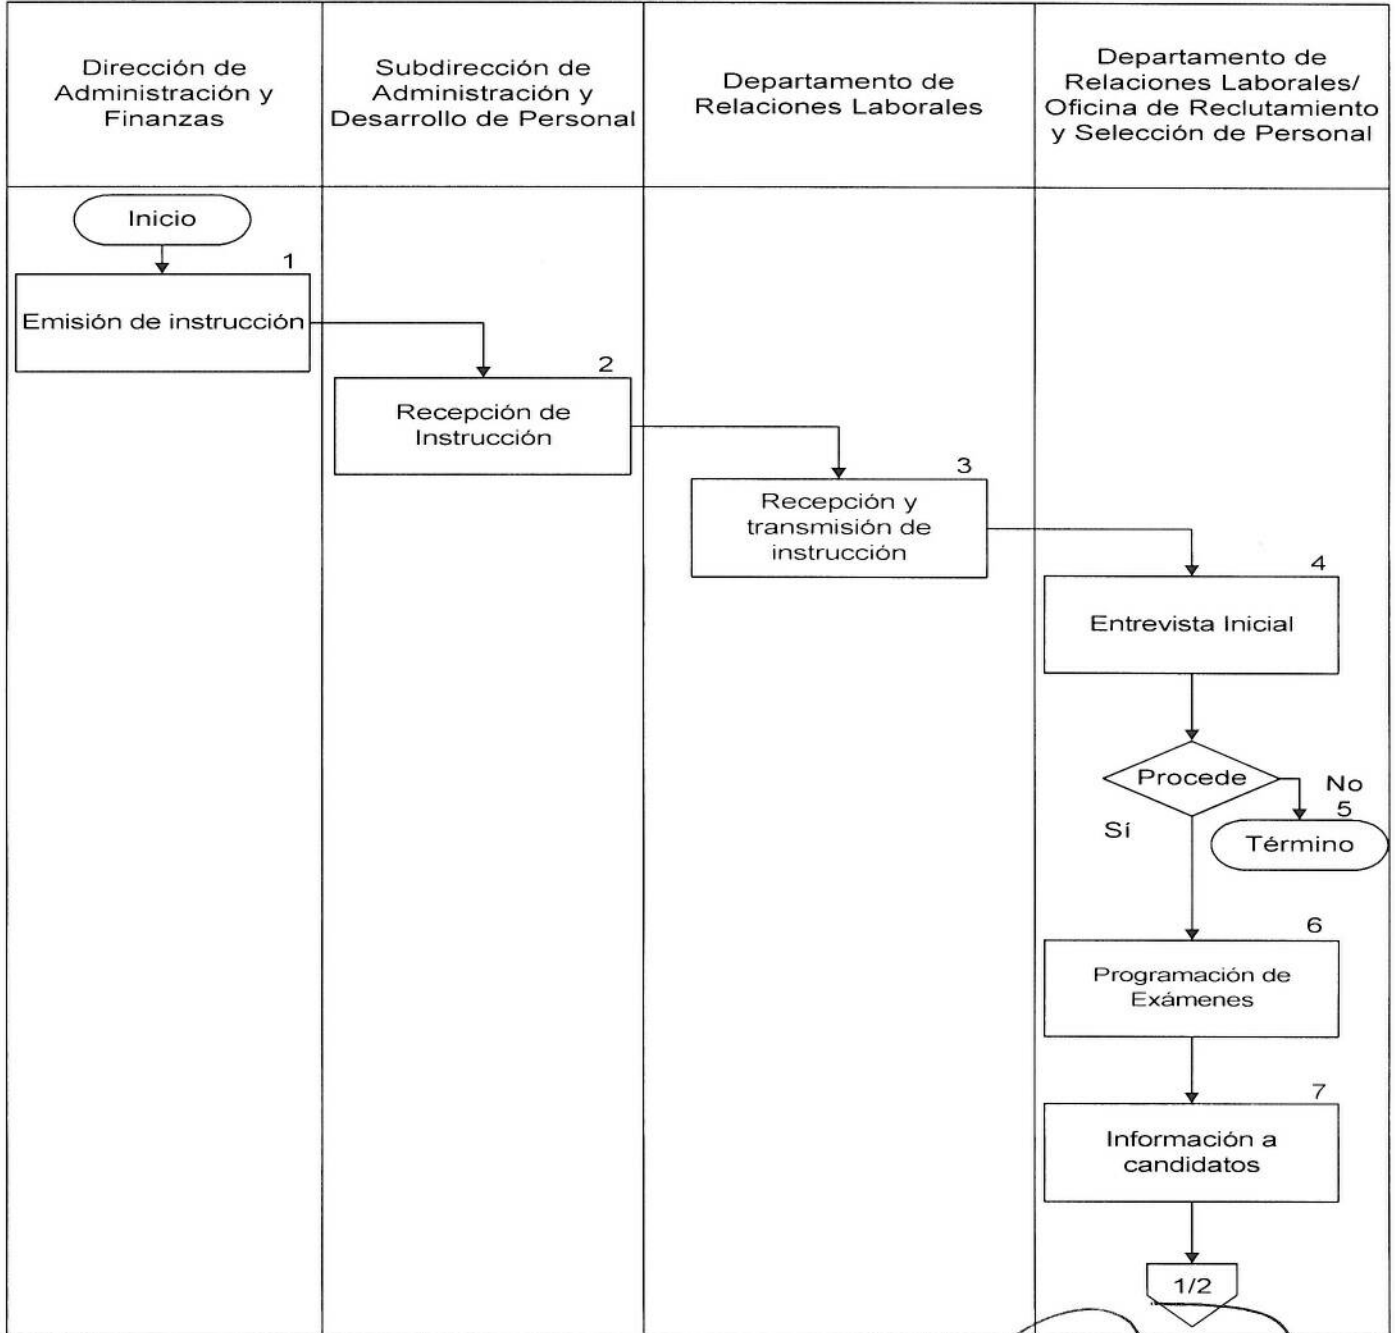 Dirección de
Administración y
Finanzas
Subdirección de
Administración y
Desarrollo de Personal
Departamento de
Relaciones Laborales
Departamento de
Relaciones Laborales/
Oficina de Reclutamiento
y Selección de Personal
Inicio
1
Emisión de instrucción
2
Recepción de
Instrucción
3
Recepción y
transmisión de
instrucción
4
Entrevista Inicial
Procede
No
5
Sí
Término
6
Programación de
Exámenes
7
Información a
candidatos
1/2